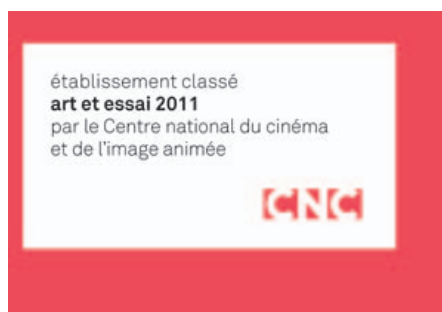 établissement classé
art et essai 2011
par le Centre national du cinéma
et de l'image animée
CNC